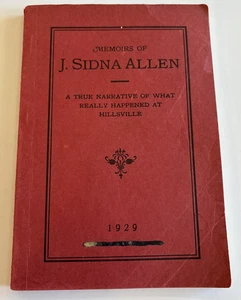 MEMOIRS OF
J. SIDNA ALLEN
A TRUE NARRATIVE OF WHAT
REALLY HAPPENED AT
HILLSVILLE
1929